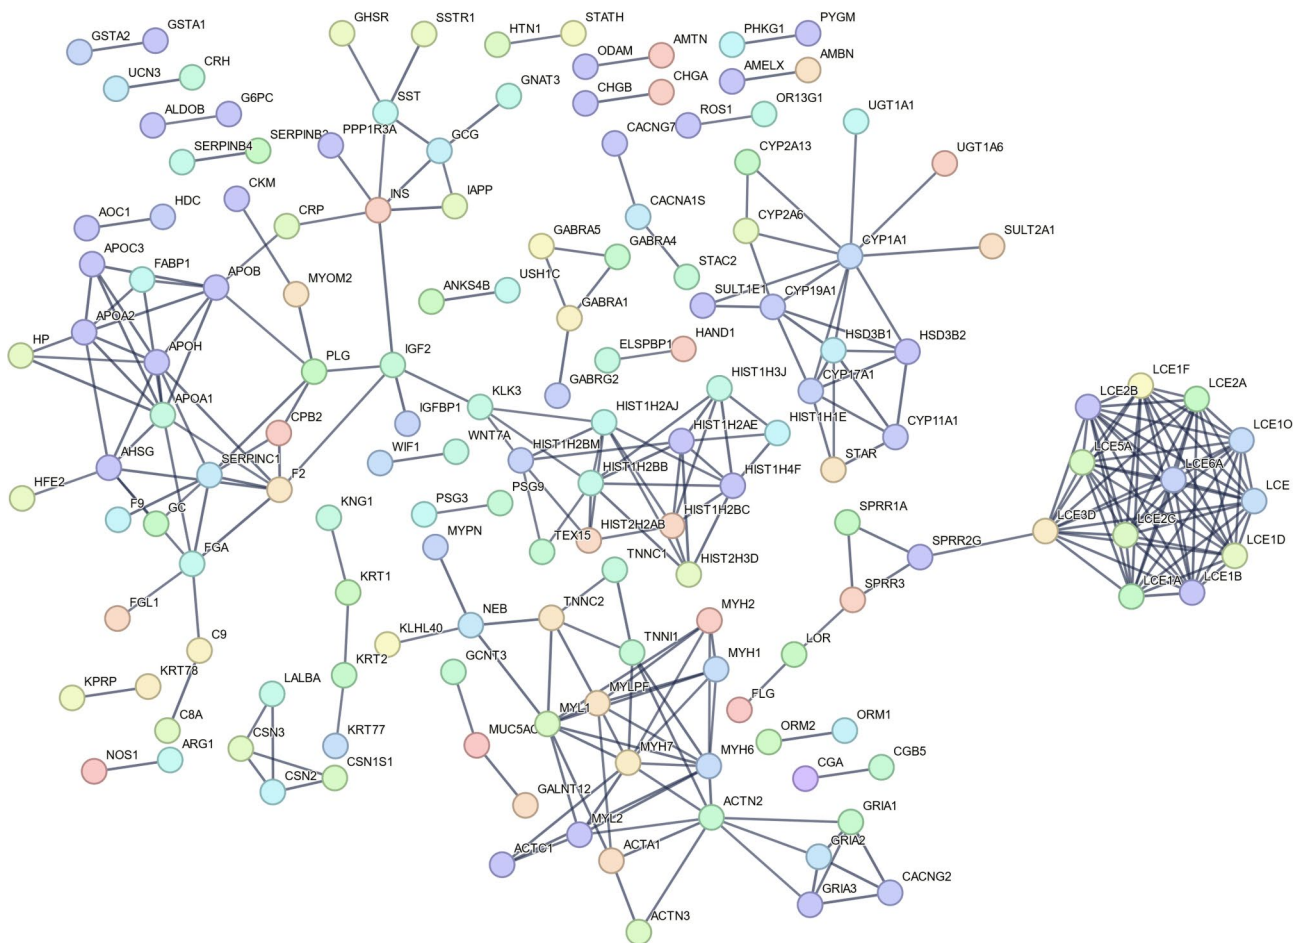 GHSR
SSTR1
STATH
HTN1
GSTA1
GSTA2
PYGM
PHKG1
AMTN
ODAM
AMBN
AMELX
CRH
UCN3
GNAT3
SST
CHGA
CHGB
G6PC
ALDOB
OR13G1
ROS1
UGT1A1
PPP1R3A
SERPINB3
SERPINB4
GCG
CACNG7
CYP2A13
UGT1A6
CKM
INS
IAPP
HDC
AOC1
CRP
CACNA1S
CYP2A6
CYP1A1
SULT2A1
GABRA5
GABRA4
APOC3
FABP1
APOB
MYOM2
USH1C
ANKS4B
STAC2
SULT1E1
CYP19A1
GABRA1
APOA2
HP
APOH
PLG
IGF2
HAND1
ELSPBP1
HSD3B1
HSD3B2
CYP17A1
GABRG2
HIST1H3J
LCE1F
LCE2B
LCE2A
APOA1
CPB2
KLK3
IGFBP1
HIST1H2AJ
HIST1H2AE
HIST1H1E
CYP11A1
LCE1O
HIST1H2BM
WIF1
WNT7A
LCE5A
AHSG
SERPINC1
F2
HIST1H2BB
HIST1H4F
STAR
LCE6A
LCE
HFE2
F9
GC
KNG1
PSG3
PSG9
HIST2H2AB
HIST1H2BC
SPRR1A
LCE3D
LCE2C
TEX15
MYPN
FGA
TNNC1
HIST2H3D
SPRR2G
LCE1D
LCE1A
LCE1B
KRT1
FGL1
NEB
TNNC2
MYH2
SPRR3
C9
KLHL40
TNNI1
LOR
KRT78
KPRP
KRT2
GCNT3
MYH1
LALBA
MYL1
MYLPF
FLG
C8A
CSN3
KRT77
MUC5AC
ORM2
ORM1
NOS1
ARG1
CSN2
CSN1S1
MYH7
MYH6
CGA
CGB5
GALNT12
ACTN2
GRIA1
MYL2
GRIA2
ACTC1
ACTA1
GRIA3
CACNG2
ACTN3